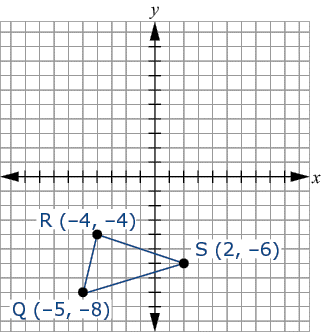 y
x
R (−4, −4)
S (2, −6)
Q (−5, −8)